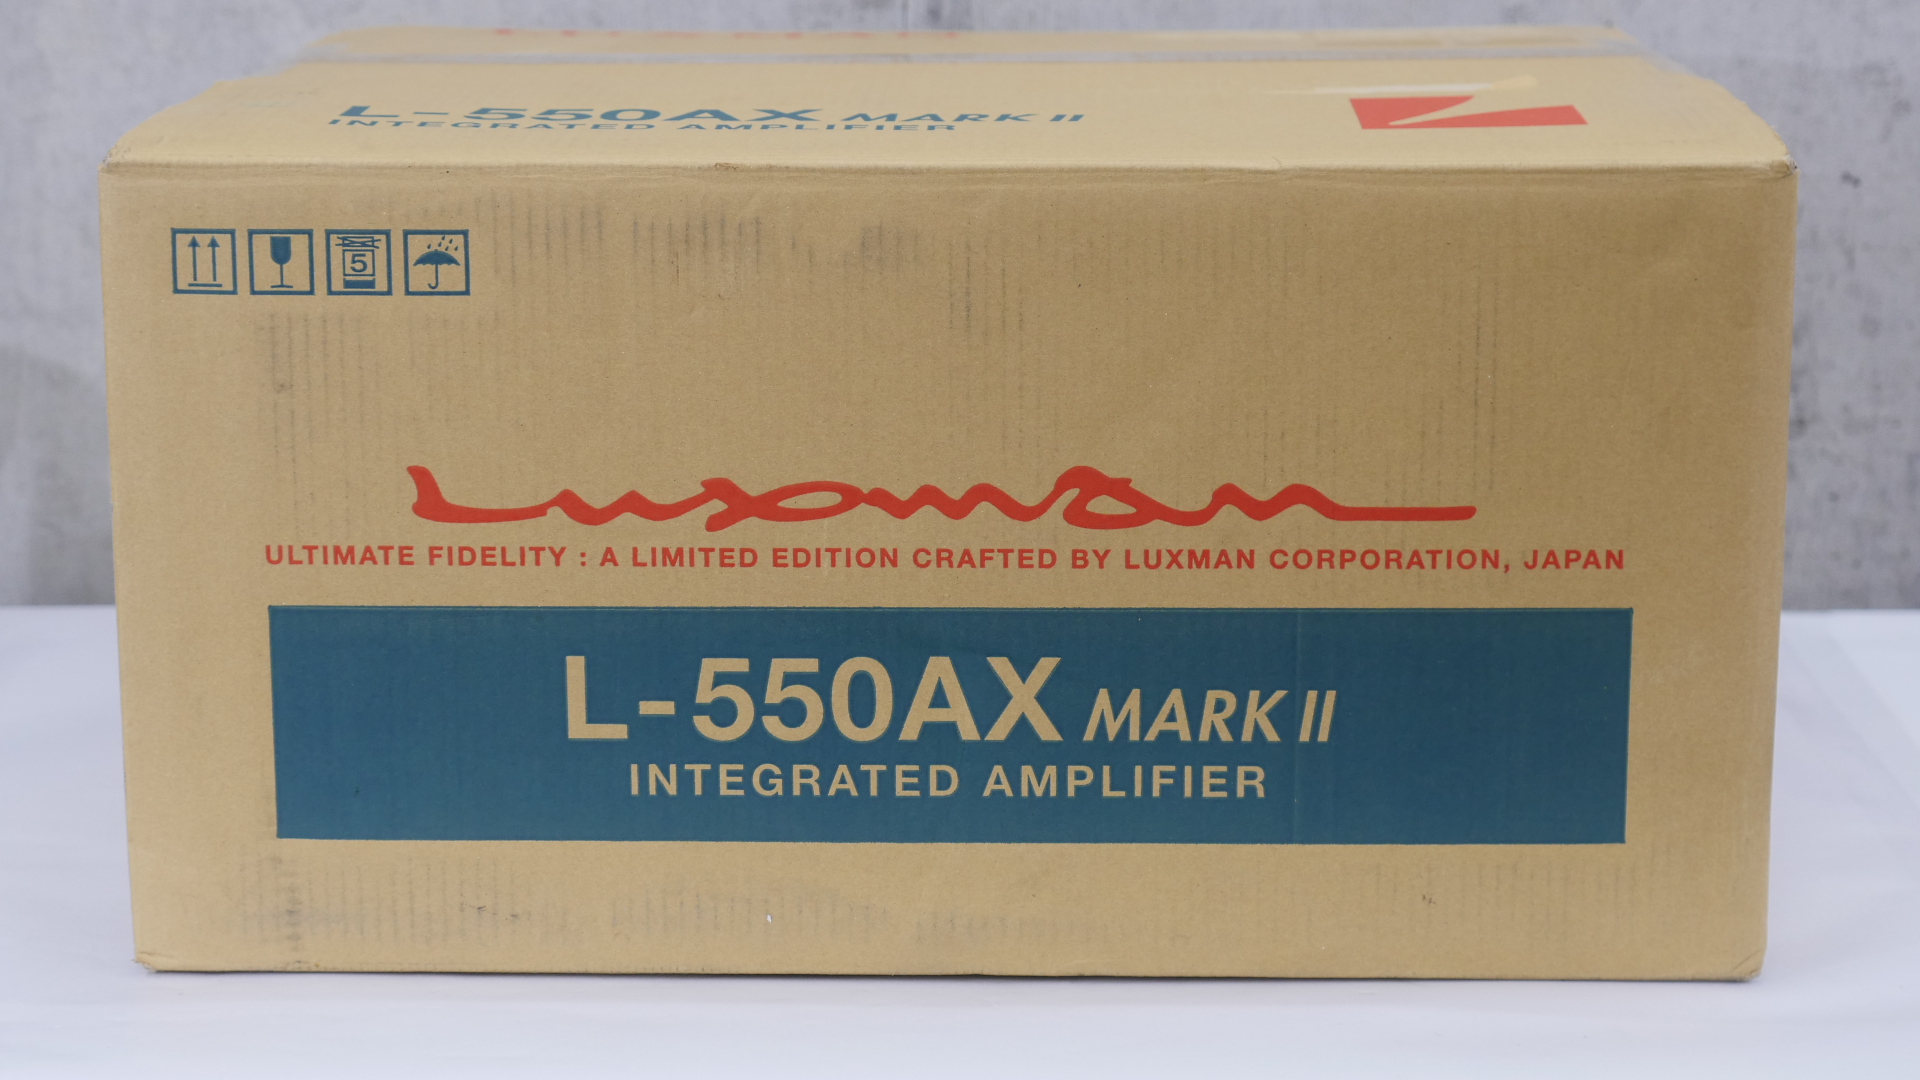 LUXMAN
L-550AX MARK II
INTEGRATED AMPLIFIER
5
Luxman
ULTIMATE FIDELITY : A LIMITED EDITION CRAFTED BY LUXMAN CORPORATION, JAPAN
L-550AX MARK II
INTEGRATED AMPLIFIER